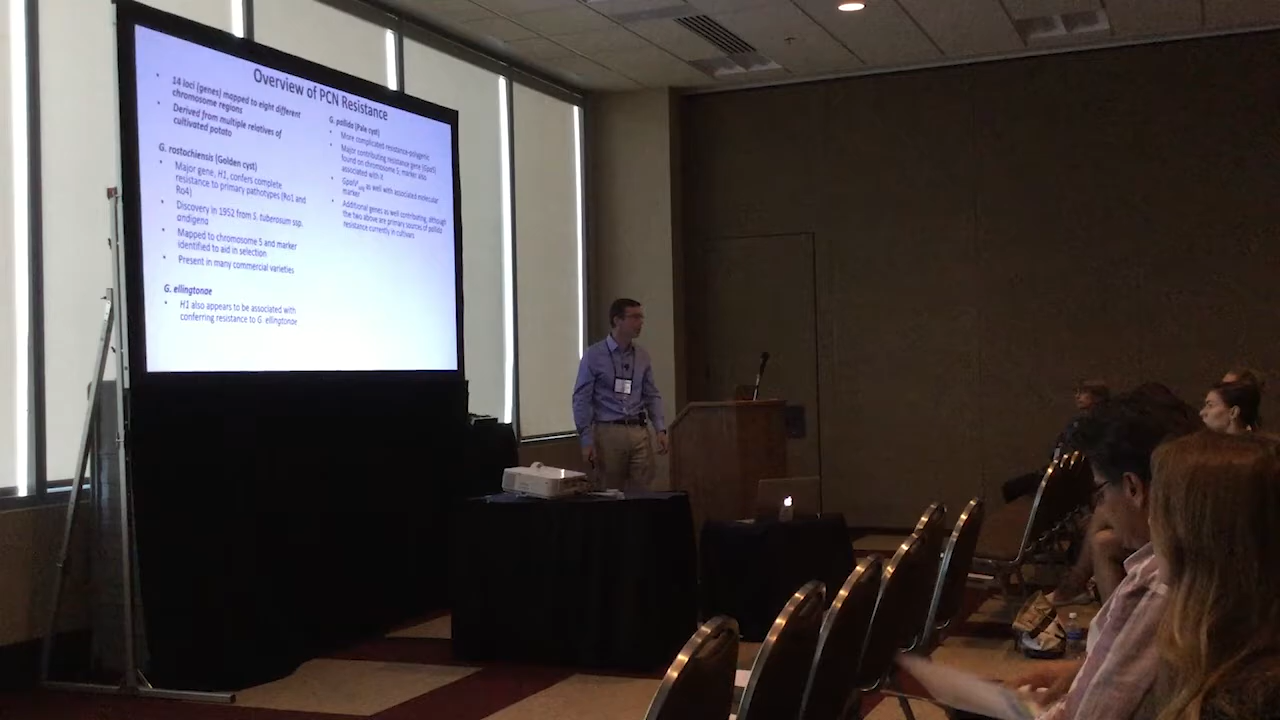 Overview of PCN Resistance
• 14 loci (genes) mapped to eight different
chromosome regions
• Derived from multiple relatives of
cultivated potato
G. rostochiensis (Golden cyst)
• Major gene, H1, confers complete
resistance to primary pathotypes (Ro1 and
Ro4)
• Discovery in 1952 from S. tuberosum ssp.
andigena
• Mapped to chromosome 5 and marker
identified to aid in selection
• Present in many commercial varieties
G. ellingtonae
• H1 also appears to be associated with
conferring resistance to G ellingtonae
G. pallida (Pale cyst)
• More complicated resistance-polygenic
• Major contributing resistance gene (Gpa5)
found on chromosome 5; marker also
associated with it
• as well with associated molecular
marker
• Additional genes as well contributing, although
the two above are primary sources of pallida
resistance currently in cultivars